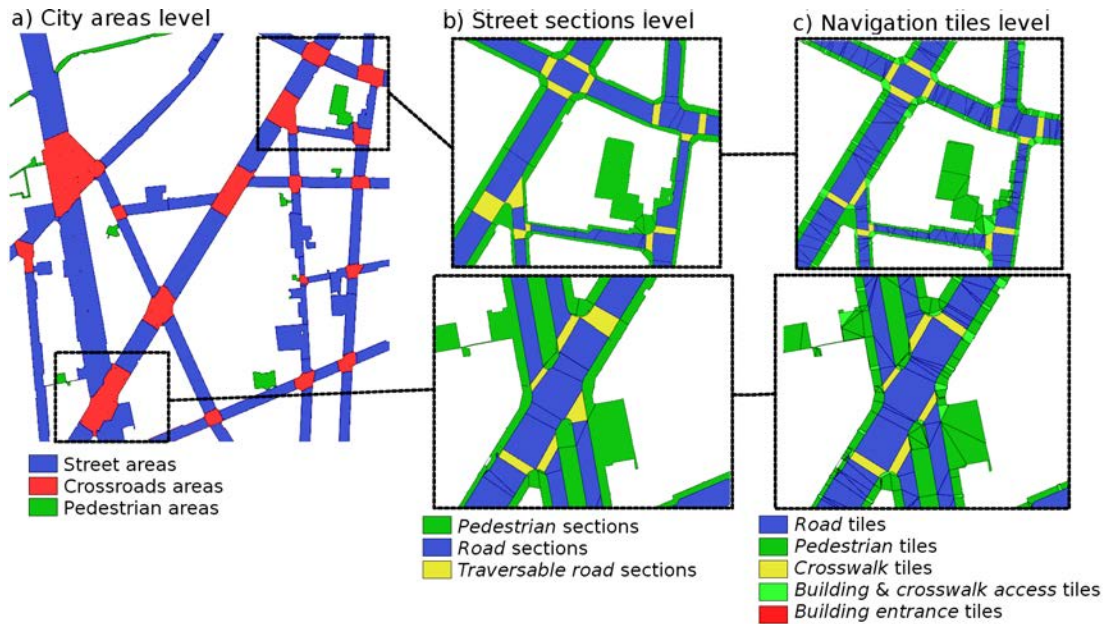 a) City areas level
b) Street sections level
c) Navigation tiles level
Street areas
Crossroads areas
Pedestrian areas
Pedestrian sections
Road sections
Traversable road sections
Road tiles
Pedestrian tiles
Crosswalk tiles
Building & crosswalk access tiles
Building entrance tiles